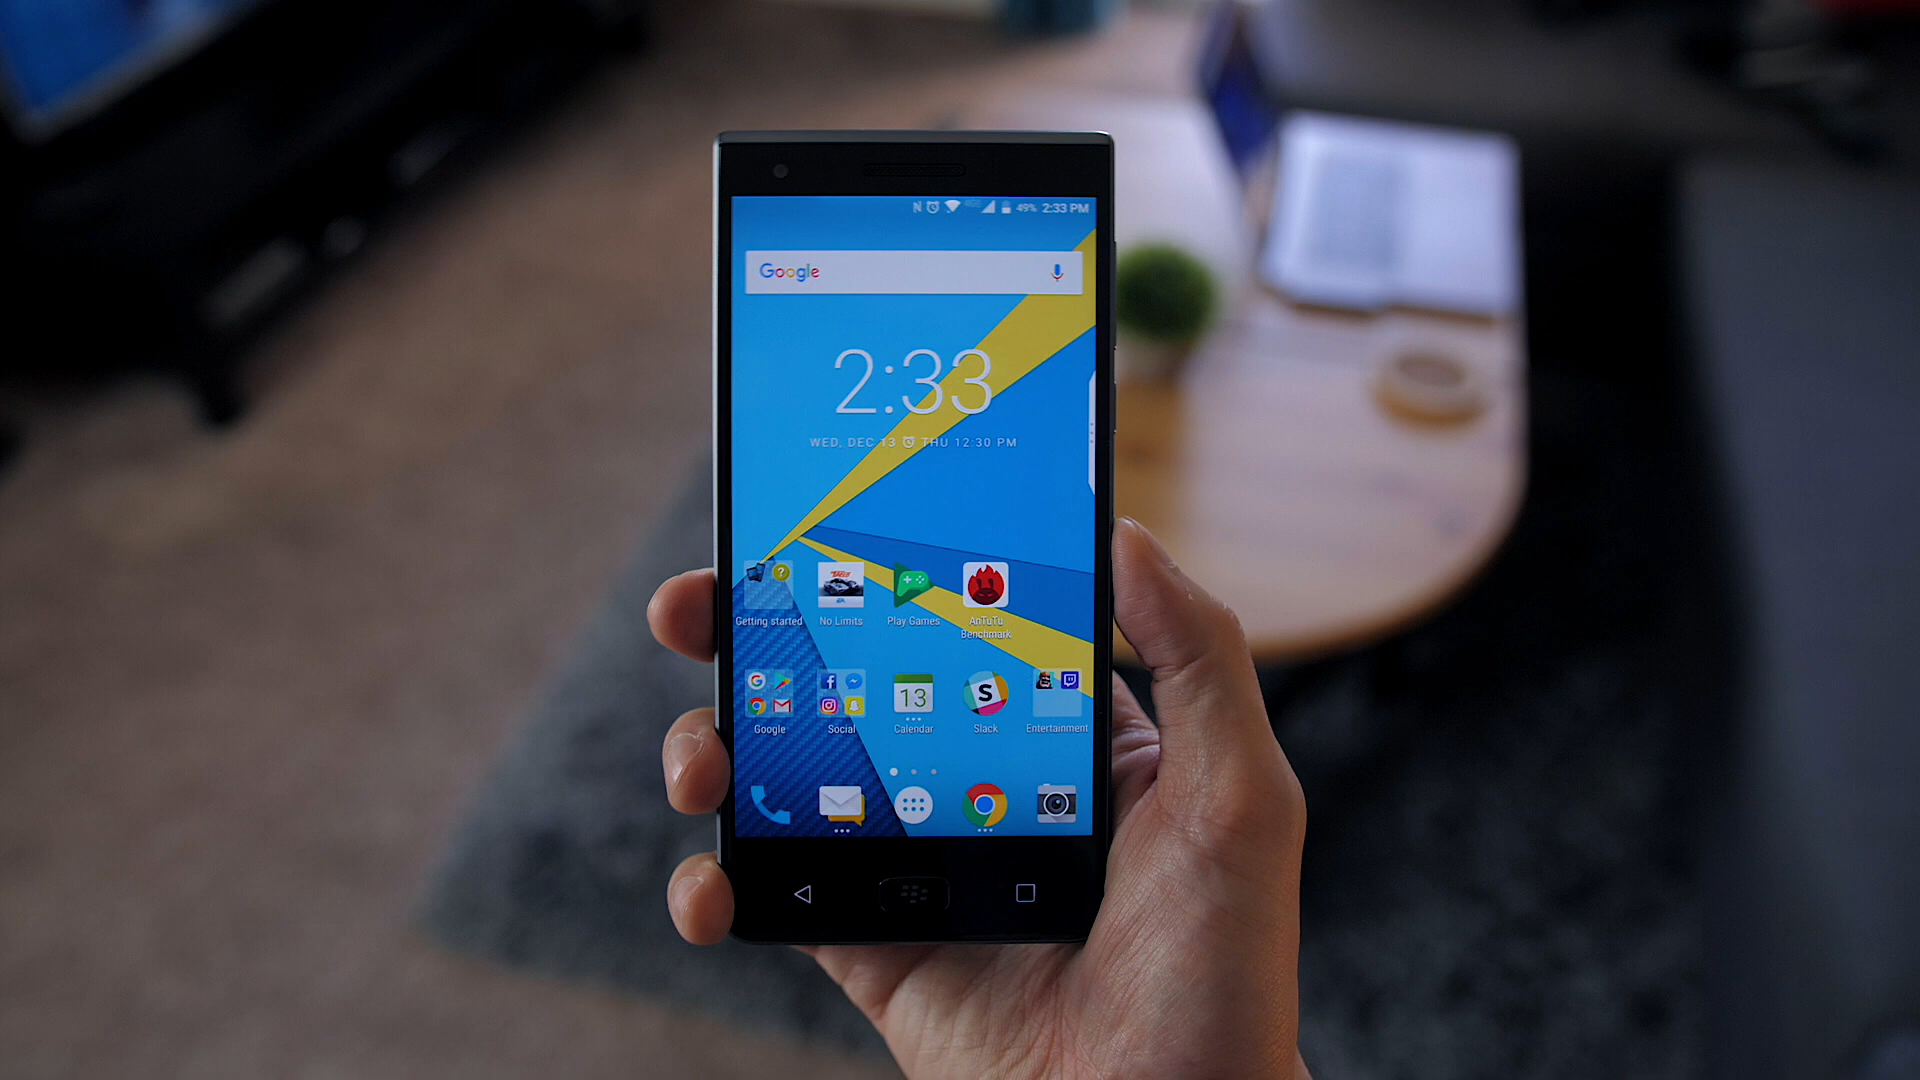 49% 2:33 PM
Google
2:33
WED, DEC 13 THU 12:30 PM
Getting started
No Limits
Play Games
AnTuTu
Benchmark
13
Google
Social
Calendar
S
Slack
Entertainment